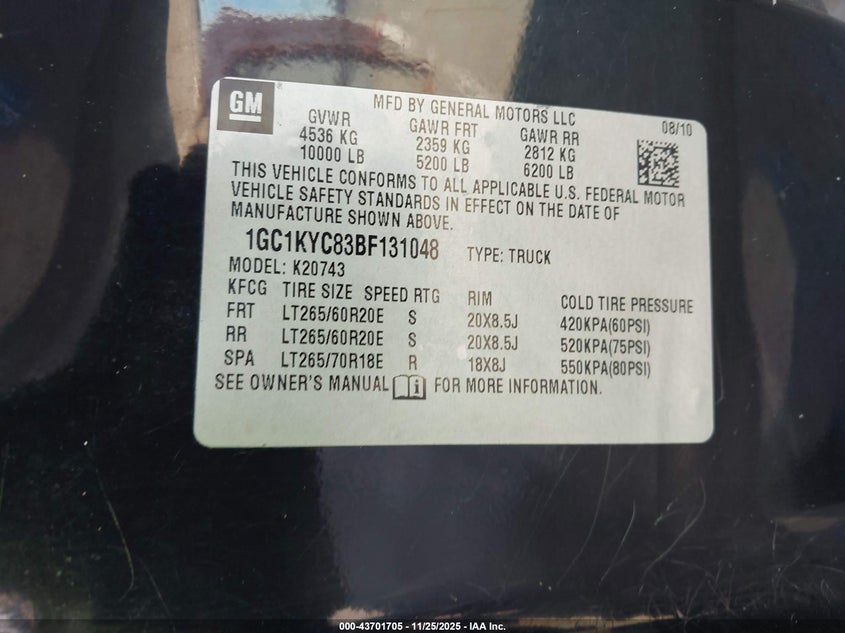 GM
MFD BY GENERAL MOTORS LLC
08/10
GVWR GAWR FRT GAWR RR
4536 KG 2359 KG 2812 KG
10000 LB 5200 LB 6200 LB
THIS VEHICLE CONFORMS TO ALL APPLICABLE U.S. FEDERAL MOTOR
VEHICLE SAFETY STANDARDS IN EFFECT ON THE DATE OF
MANUFACTURE SHOWN ABOVE.
1GC1KYC83BF131048 TYPE: TRUCK
MODEL: K20743
KFCG TIRE SIZE SPEED RTG RIM COLD TIRE PRESSURE
FRT LT265/60R20E S 20X8.5J 420KPA(60PSI)
RR LT265/60R20E S 20X8.5J 520KPA(75PSI)
SPA LT265/70R18E R 18X8J 550KPA(80PSI)
SEE OWNER'S MANUAL i FOR MORE INFORMATION.
000-43701705 - 11/25/2025 - IAA Inc.